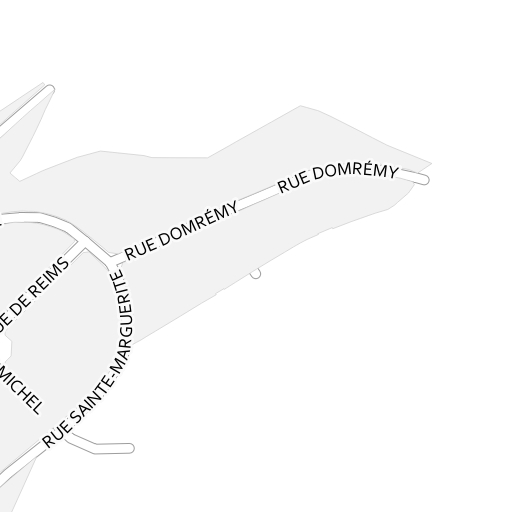 RUE DOMRÉMY
RUE DOMRÉMY
DE REIMS
RUE SAINTE-MARGUERITE
MICHEL